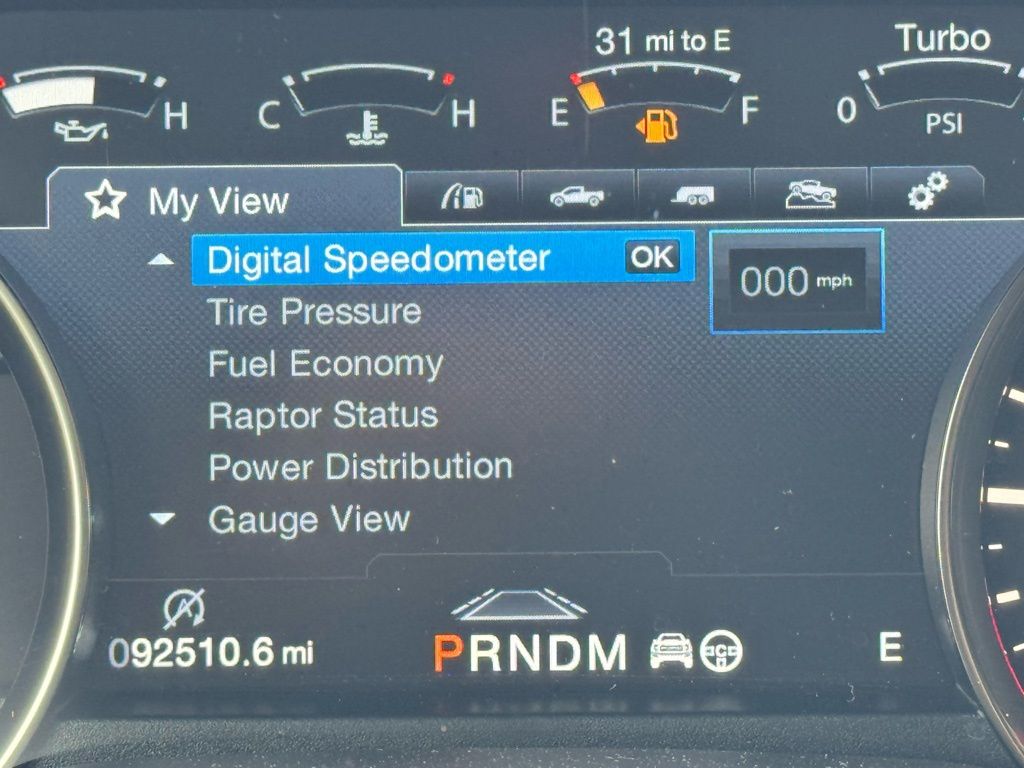 31 mi to E
Turbo
H
C
H
E
F
0
PSI
My View
Digital Speedometer OK
000 mph
Tire Pressure
Fuel Economy
Raptor Status
Power Distribution
Gauge View
A
092510.6 mi
PRNDM
C
H
E